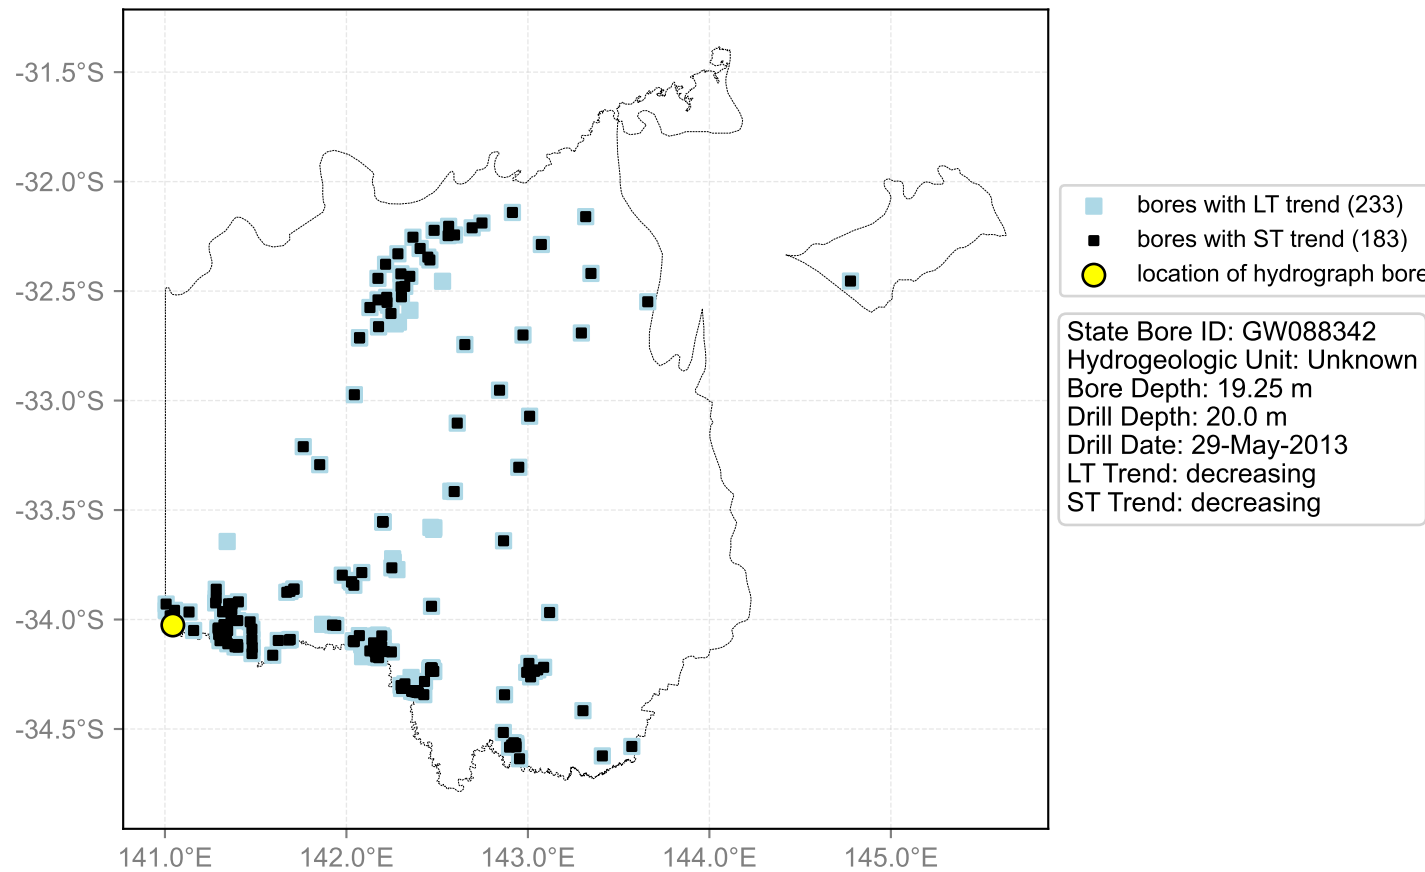 -31.5°S
-32.0°S
-32.5°S
-33.0°S
-33.5°S
-34.0°S
-34.5°S
141.0°E
142.0°E
143.0°E
144.0°E
145.0°E
bores with LT trend (233)
bores with ST trend (183)
location of hydrograph bore
State Bore ID: GW088342
Hydrogeologic Unit: Unknown
Bore Depth: 19.25 m
Drill Depth: 20.0 m
Drill Date: 29-May-2013
LT Trend: decreasing
ST Trend: decreasing